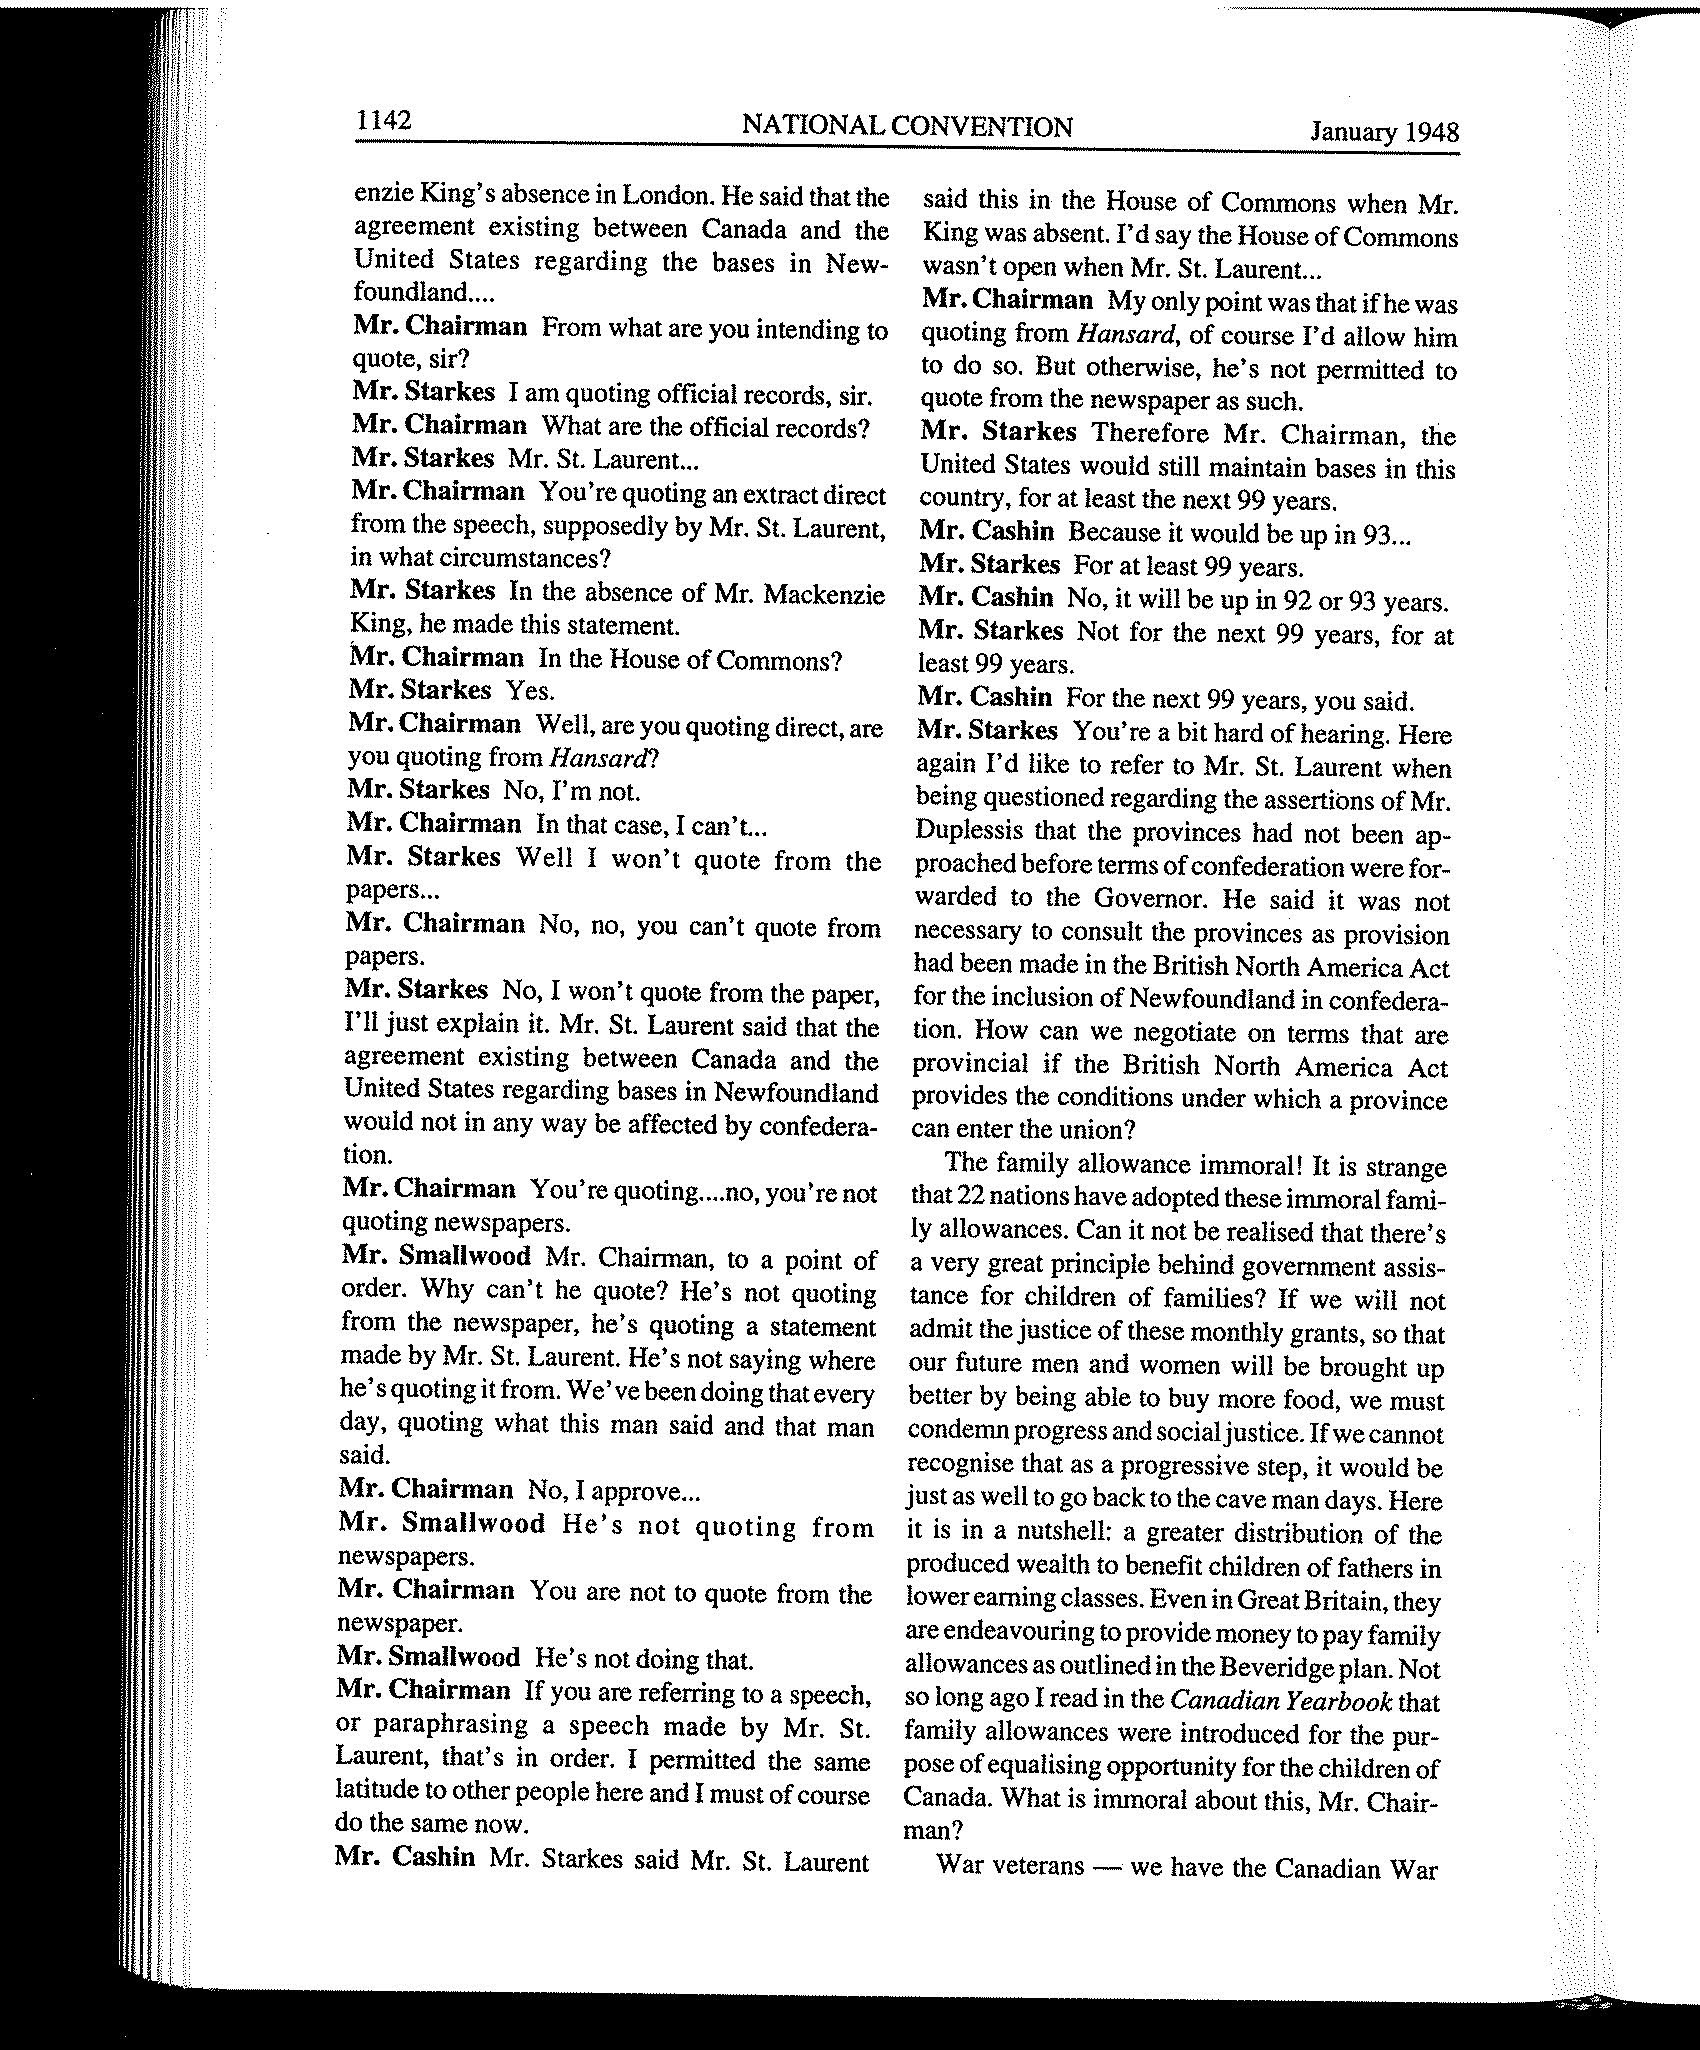 1142
NATIONAL CONVENTION
January 1948
enzie King's absence in London. He said that the
agreement existing between Canada and the
United States regarding the bases in New-
foundland....
Mr. Chairman From what are you intending to
quote, sir?
Mr. Starkes I am quoting official records, sir.
Mr. Chairman What are the official records?
Mr. Starkes Mr. St. Laurent...
Mr. Chairman You're quoting an extract direct
from the speech, supposedly by Mr. St. Laurent,
in what circumstances?
Mr. Starkes In the absence of Mr. Mackenzie
King, he made this statement.
Mr. Chairman In the House of Commons?
Mr. Starkes Yes.
Mr. Chairman Well, are you quoting direct, are
you quoting from Hansard?
Mr. Starkes No, I'm not.
Mr. Chairman In that case, I can't...
Mr. Starkes Well I won't quote from the
papers...
Mr. Chairman No, no, you can't quote from
papers.
Mr. Starkes No, I won't quote from the paper,
I'll just explain it. Mr. St. Laurent said that the
agreement existing between Canada and the
United States regarding bases in Newfoundland
would not in any way be affected by confedera-
tion.
Mr. Chairman You're quoting....no, you're not
quoting newspapers.
Mr. Smallwood Mr. Chairman, to a point of
order. Why can't he quote? He's not quoting
from the newspaper, he's quoting a statement
made by Mr. St. Laurent. He's not saying where
he's quoting it from. We've been doing that every
day, quoting what this man said and that man
said.
Mr. Chairman No, I approve...
Mr. Smallwood He's not quoting from
newspapers.
Mr. Chairman You are not to quote from the
newspaper.
Mr. Smallwood He's not doing that.
Mr. Chairman If you are referring to a speech,
or paraphrasing a speech made by Mr. St.
Laurent, that's in order. I permitted the same
latitude to other people here and I must of course
do the same now.
Mr. Cashin Mr. Starkes said Mr. St. Laurent
said this in the House of Commons when Mr.
King was absent. I'd say the House of Commons
wasn't open when Mr. St. Laurent...
Mr. Chairman My only point was that if he was
quoting from Hansard, of course I'd allow him
to do so. But otherwise, he's not permitted to
quote from the newspaper as such.
Mr. Starkes Therefore Mr. Chairman, the
United States would still maintain bases in this
country, for at least the next 99 years.
Mr. Cashin Because it would be up in 93...
Mr. Starkes For at least 99 years.
Mr. Cashin No, it will be up in 92 or 93 years.
Mr. Starkes Not for the next 99 years, for at
least 99 years.
Mr. Cashin For the next 99 years, you said.
Mr. Starkes You're a bit hard of hearing. Here
again I'd like to refer to Mr. St. Laurent when
being questioned regarding the assertions of Mr.
Duplessis that the provinces had not been ap-
proached before terms of confederation were for-
warded to the Governor. He said it was not
necessary to consult the provinces as provision
had been made in the British North America Act
for the inclusion of Newfoundland in confedera-
tion. How can we negotiate on terms that are
provincial if the British North America Act
provides the conditions under which a province
can enter the union?
The family allowance immoral! It is strange
that 22 nations have adopted these immoral fami-
ly allowances. Can it not be realised that there's
a very great principle behind government assis-
tance for children of families? If we will not
admit the justice of these monthly grants, so that
our future men and women will be brought up
better by being able to buy more food, we must
condemn progress and social justice. If we cannot
recognise that as a progressive step, it would be
just as well to go back to the cave man days. Here
it is in a nutshell: a greater distribution of the
produced wealth to benefit children of fathers in
lower earning classes. Even in Great Britain, they
are endeavouring to provide money to pay family
allowances as outlined in the Beveridge plan. Not
so long ago I read in the Canadian Yearbook that
family allowances were introduced for the pur-
pose of equalising opportunity for the children of
Canada. What is immoral about this, Mr. Chair-
man?
War veterans — we have the Canadian War